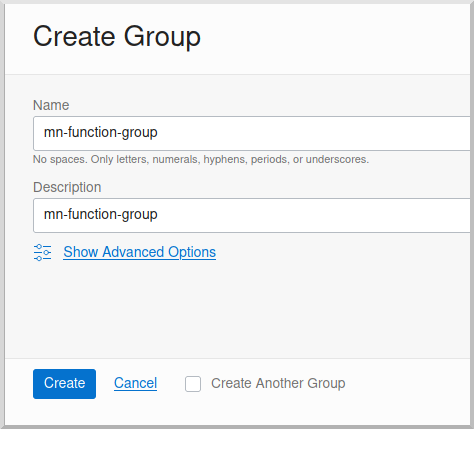 Create Group
Name
mn-function-group
No spaces. Only letters, numerals, hyphens, periods, or underscores.
Description
mn-function-group
Show Advanced Options
Create Cancel Create Another Group